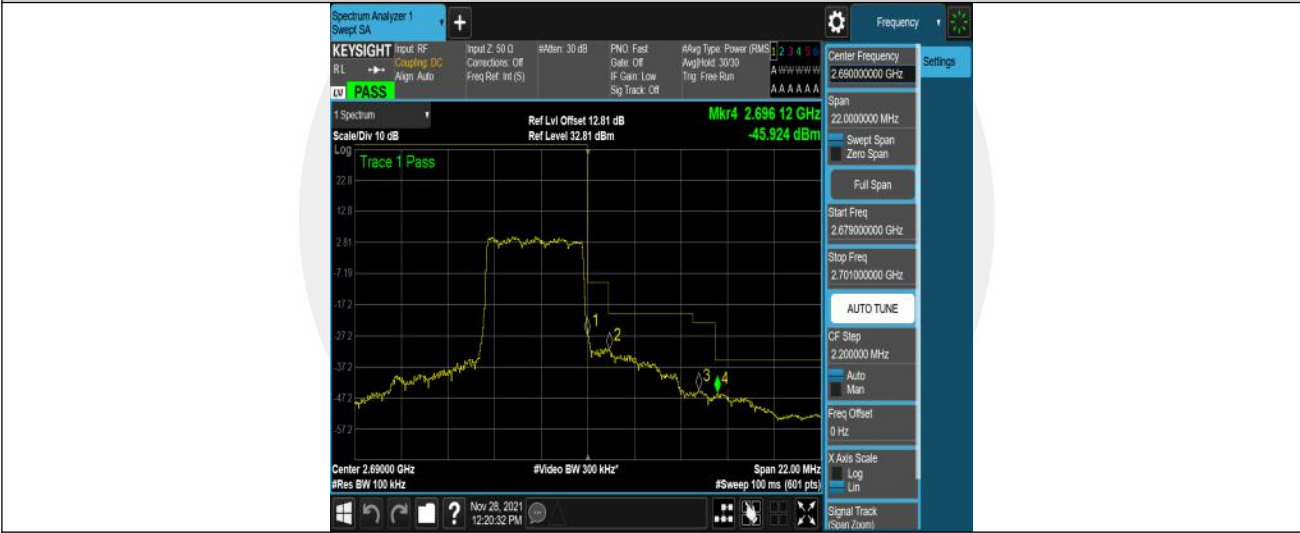 Spectrum Analyzer 1
Swept SA
+
Frequency
KEYSIGHT
RL
LV PASS
Input: RF
Coupling: DC
Align: Auto
Input Z: 50 Ω
Corrections: Off
Freq Ref: Int (S)
#Atten: 30 dB
PNO: Fast
Gate: Off
IF Gain: Low
Sig Track: Off
#Avg Type: Power (RMS
Avg|Hold: 30/30
Trig: Free Run
1 2 3 4 5 6
A W W W W W
A A A A A A
1 Spectrum
Scale/Div 10 dB
Ref Lvl Offset 12.81 dB
Ref Level 32.81 dBm
Mkr4 2.696 12 GHz
-45.924 dBm
Log
Trace 1 Pass
22.8
12.8
2.81
-7.19
-17.2
-27.2
-37.2
-47.2
-57.2
1
2
3
4
Center 2.69000 GHz
#Res BW 100 kHz
#Video BW 300 kHz*
Span 22.00 MHz
#Sweep 100 ms (601 pts)
?
Nov 28, 2021
12:20:32 PM
Center Frequency
2.690000000 GHz
Settings
Span
22.0000000 MHz
Swept Span
Zero Span
Full Span
Start Freq
2.679000000 GHz
Stop Freq
2.701000000 GHz
AUTO TUNE
CF Step
2.200000 MHz
Auto
Man
Freq Offset
0 Hz
X Axis Scale
Log
Lin
Signal Track
(Span Zoom)